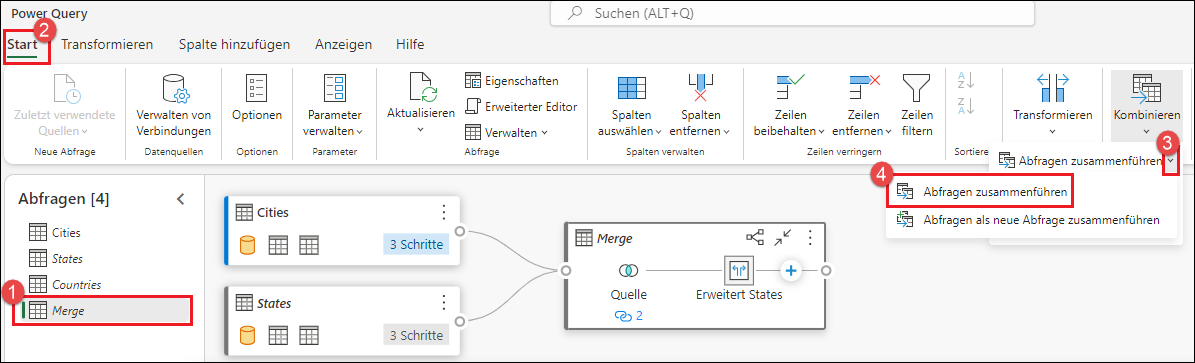 Power Query
Suchen (ALT+Q)
2
Start
Transformieren
Spalte hinzufügen
Anzeigen
Hilfe
Zuletzt verwendete
Quellen
Neue Abfrage
Verwalten von
Verbindungen
Datenquellen
Optionen
Optionen
Parameter
verwalten
Parameter
Aktualisieren
Eigenschaften
Erweiterter Editor
Verwalten
Abfrage
Spalten
auswählen
Spalten
entfernen
Spalten verwalten
Zeilen
beibehalten
Zeilen
entfernen
Zeilen
filtern
Zeilen verringern
A
Z
Z
A
Sortiere
Transformieren
Kombinieren
3
Abfragen zusammenführen
4
Abfragen zusammenführen
Abfragen als neue Abfrage zusammenführen
Abfragen [4]
Cities
States
Countries
1
Merge
Cities
3 Schritte
States
3 Schritte
Merge
Quelle
2
Erweitert States